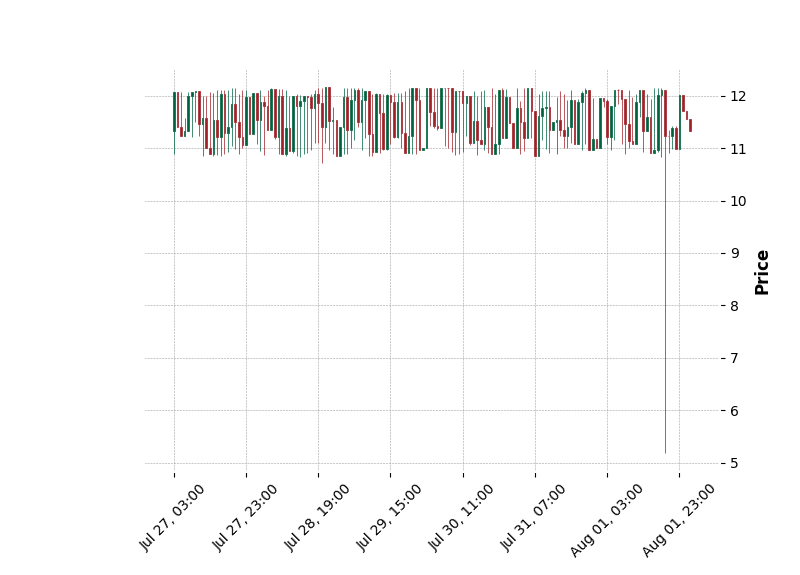 12
11
10
9
8
7
6
5
Price
Jul 27, 03:00
Jul 27, 23:00
Jul 28, 19:00
Jul 29, 15:00
Jul 30, 11:00
Jul 31, 07:00
Aug 01, 03:00
Aug 01, 23:00